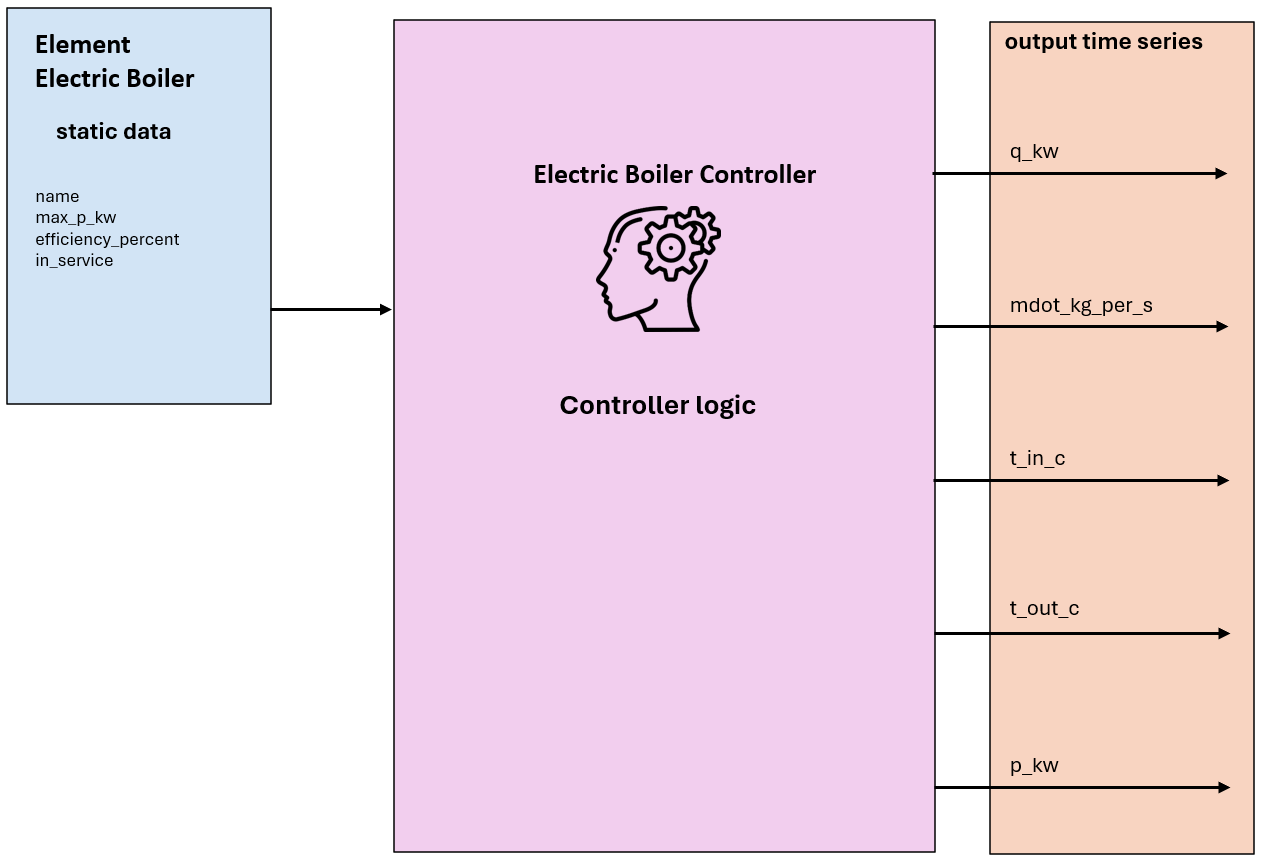 Element
Electric Boiler
static data
name
max_p_kw
efficiency_percent
in_service
Electric Boiler Controller
Controller logic
output time series
q_kw
mdot_kg_per_s
t_in_c
t_out_c
p_kw